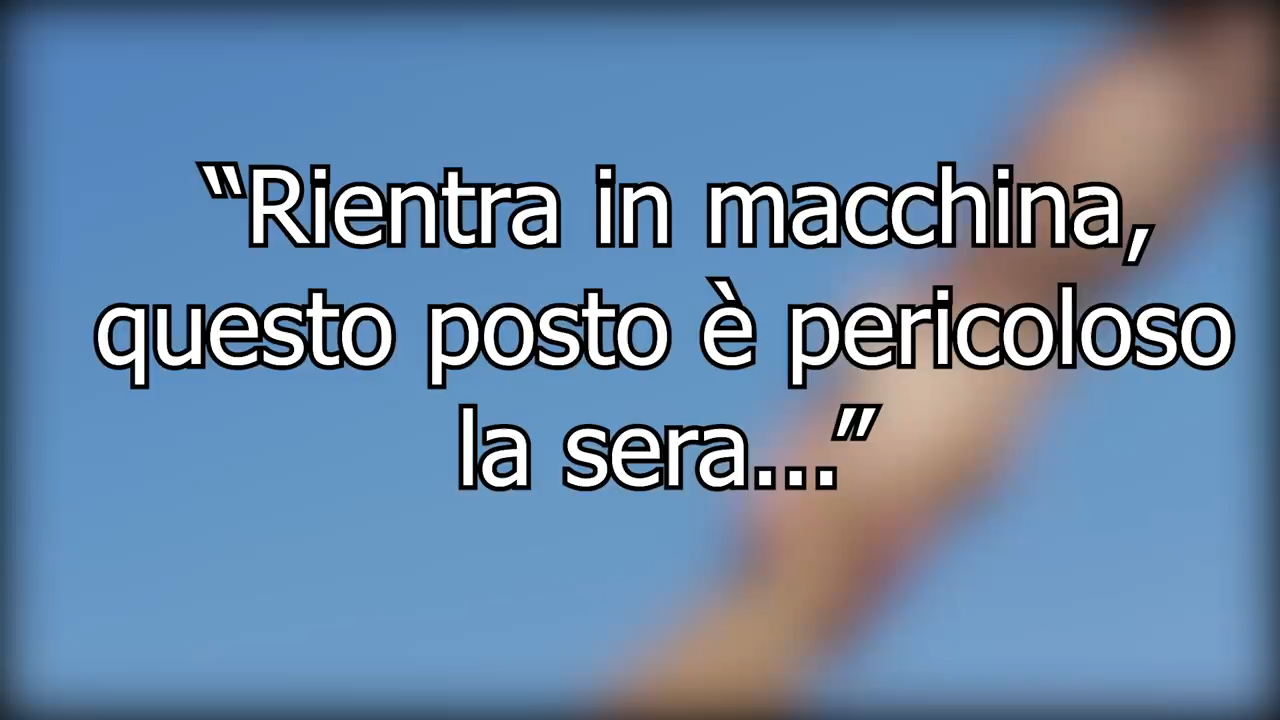 “Rientra in macchina,
questo posto è pericoloso
la sera...”